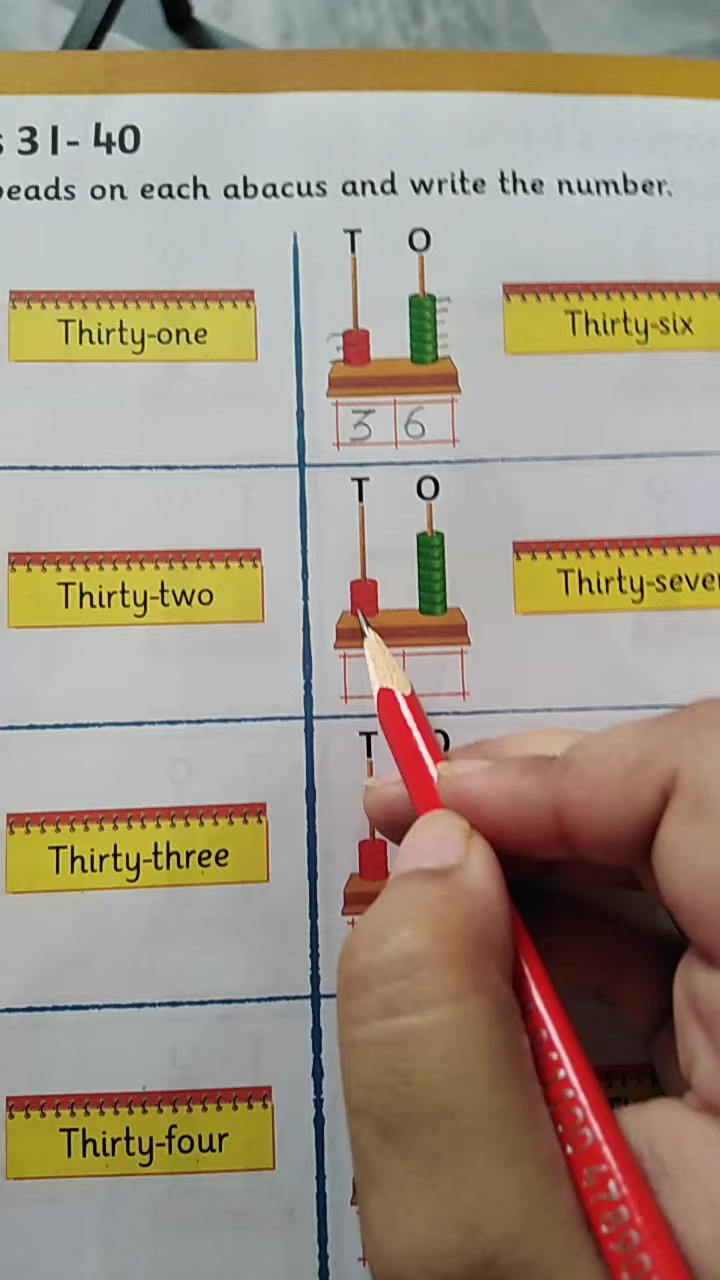 31-40
beads on each abacus and write the number.
T O
Thirty-one
Thirty-six
3 6
T O
Thirty-two
Thirty-seven
T O
Thirty-three
Thirty-four